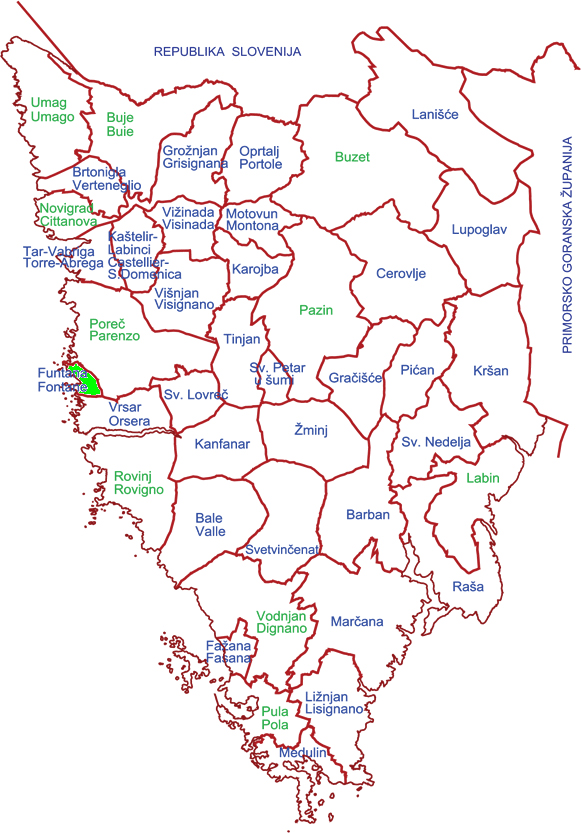 REPUBLIKA SLOVENIJA
PRIMORSKO GORANSKA ŽUPANIJA
Umag
Umago
Buje
Buie
Lanišće
Grožnjan
Grisignana
Oprtalj
Portole
Buzet
Brtonigla
Verteneglio
Novigrad
Cittanova
Vižinada
Visinada
Motovun
Montona
Lupoglav
Tar-Vabriga
Torre-Abrega
Kaštelir-
Labinci
Castellier-
S.Domenica
Karojba
Cerovlje
Višnjan
Visignano
Pazin
Poreč
Parenzo
Tinjan
Funtana
Fontane
Sv. Petar
u šumi
Gračišće
Pićan
Kršan
Sv. Lovreč
Vrsar
Orsera
Kanfanar
Žminj
Sv. Nedelja
Rovinj
Rovigno
Labin
Bale
Valle
Barban
Svetvinčenat
Raša
Vodnjan
Dignano
Marčana
Fažana
Fasana
Ližnjan
Lisignano
Pula
Pola
Medulin